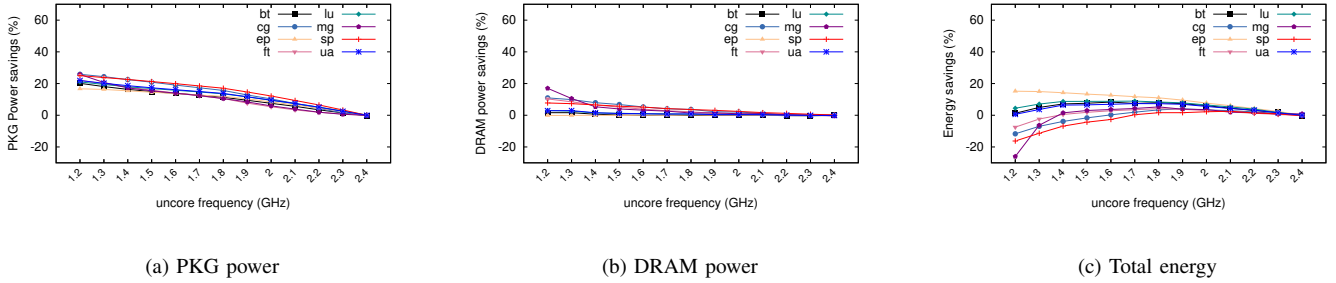 PKG Power savings (%)
60
40
20
0
-20
bt lu
cg mg
ep sp
ft ua
1.2 1.3 1.4 1.5 1.6 1.7 1.8 1.9 2 2.1 2.2 2.3 2.4
uncore frequency (GHz)
(a) PKG power
DRAM power savings (%)
60
40
20
0
-20
bt lu
cg mg
ep sp
ft ua
1.2 1.3 1.4 1.5 1.6 1.7 1.8 1.9 2 2.1 2.2 2.3 2.4
uncore frequency (GHz)
(b) DRAM power
Energy savings (%)
60
40
20
0
-20
bt lu
cg mg
ep sp
ft ua
1.2 1.3 1.4 1.5 1.6 1.7 1.8 1.9 2 2.1 2.2 2.3 2.4
uncore frequency (GHz)
(c) Total energy